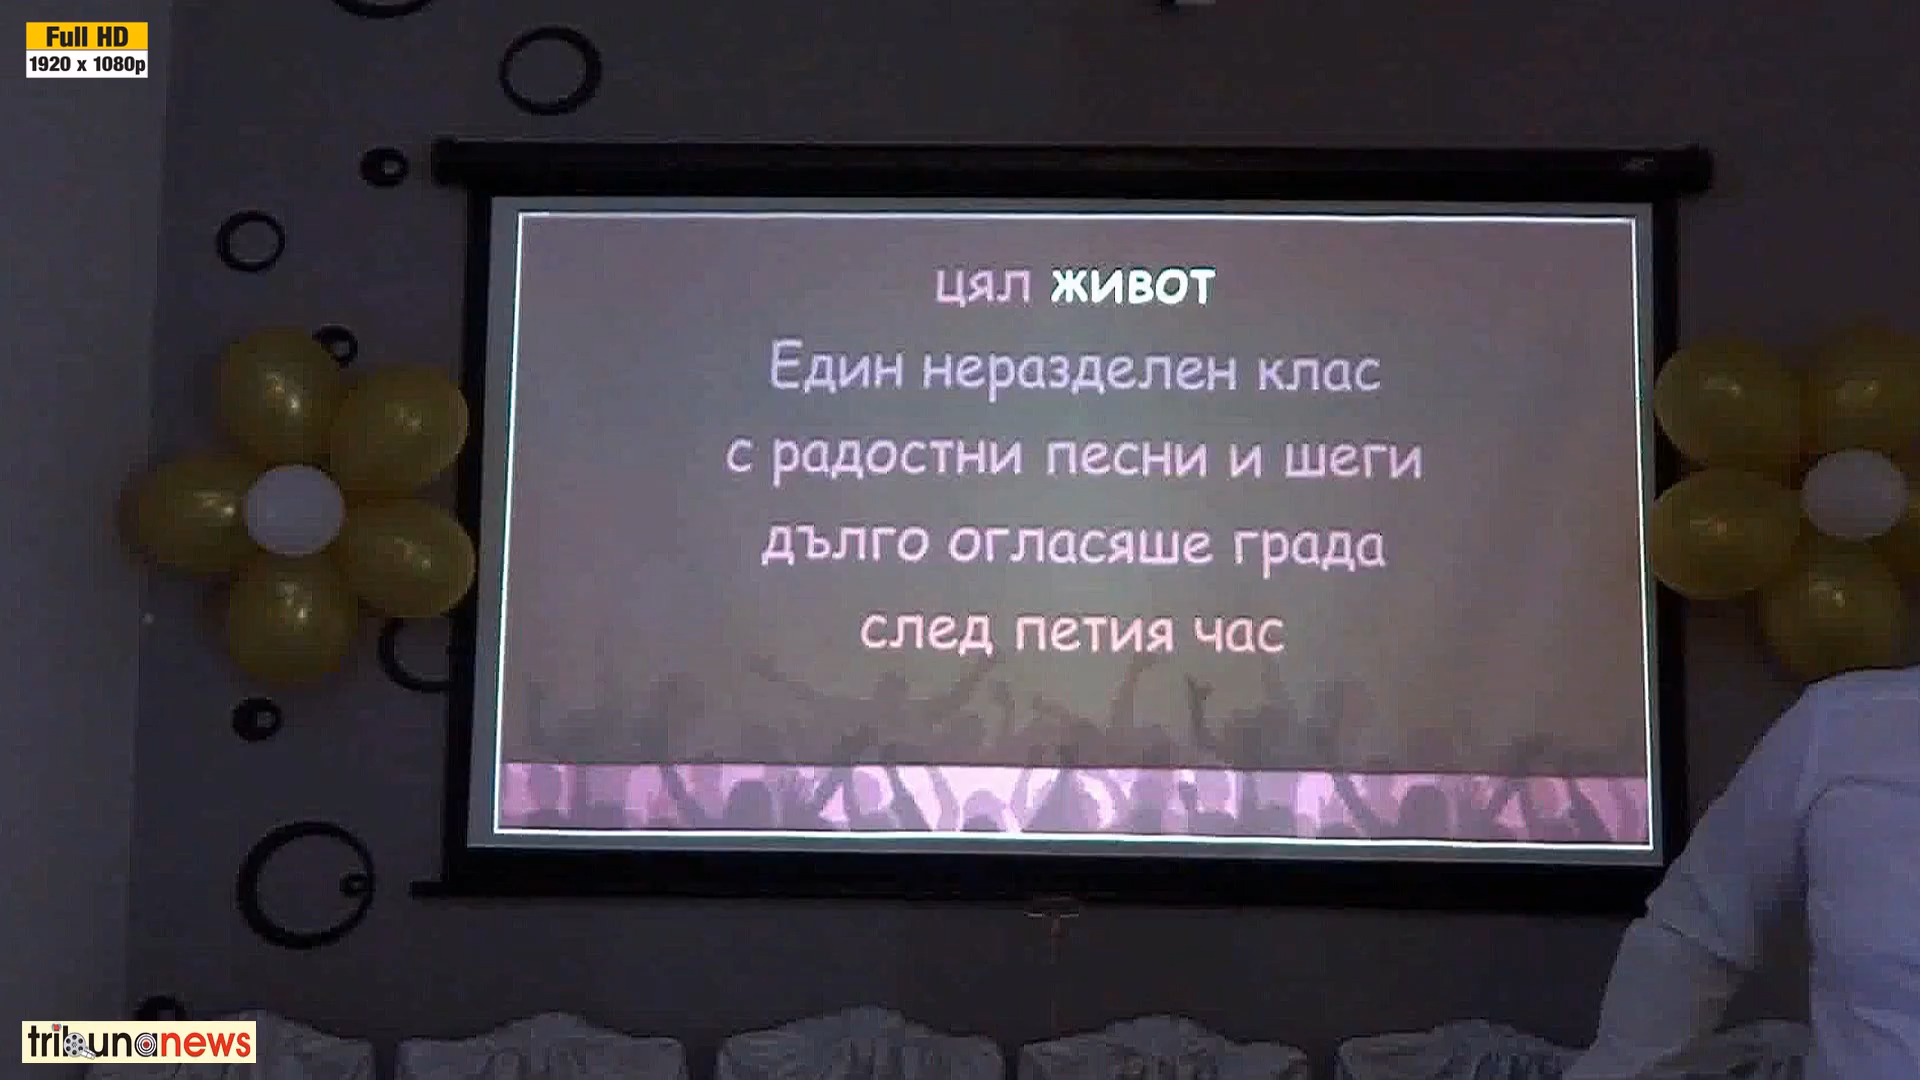 Full HD
1920 x 1080p
цял живот
Един неразделен клас
с радостни песни и шеги
дълго огласяше града
след петия час
tribunanews